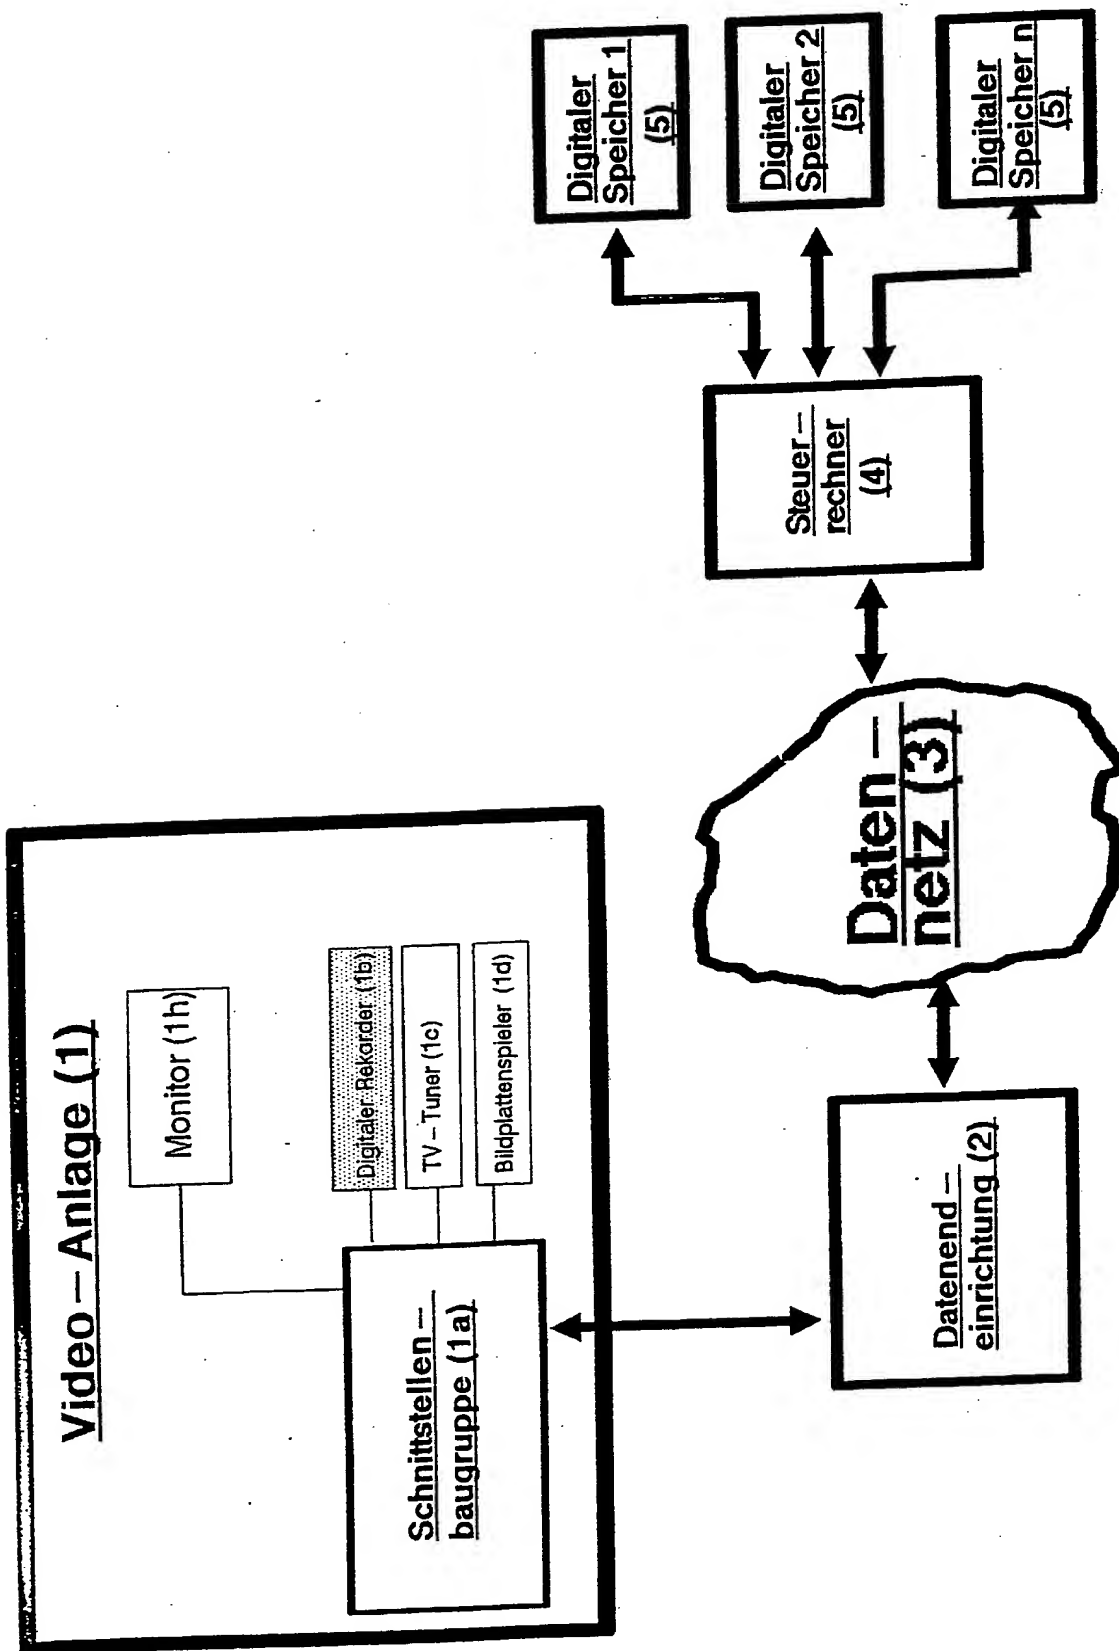 Video–Anlage (1)
Monitor (1h)
Schnittstellen–
baugruppe (1a)
Digitaler Rekorder (1b)
TV–Tuner (1c)
Bildplattenspieler (1d)
Datenend–
einrichtung (2)
Daten–
netz (3)
Steuer–
rechner
(4)
Digitaler
Speicher 1
(5)
Digitaler
Speicher 2
(5)
Digitaler
Speicher n
(5)